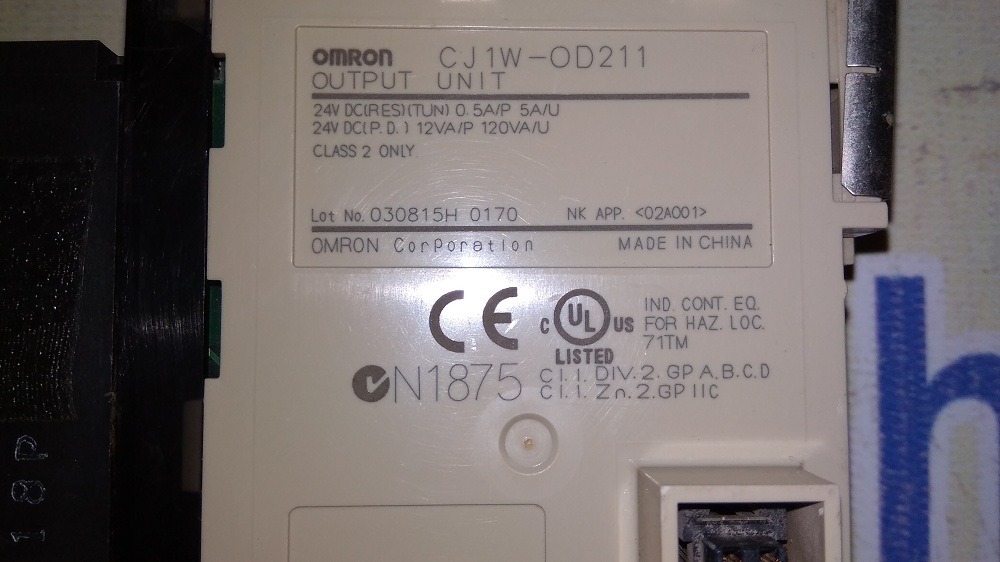 OMRON CJ1W-OD211
OUTPUT UNIT
24V DC(RES)(TUN) 0.5A/P 5A/U
24V DC(P.D.) 12VA/P 120VA/U
CLASS 2 ONLY
Lot No. 030815H 0170 NK APP. <02A001>
OMRON Corporation MADE IN CHINA
CE C UL US LISTED
IND. CONT. EQ.
FOR HAZ. LOC.
71TM
N1875
Cl.I. DIV.2.GP A.B.C.D
Cl.I. Zn.2.GP IIC
18P
h